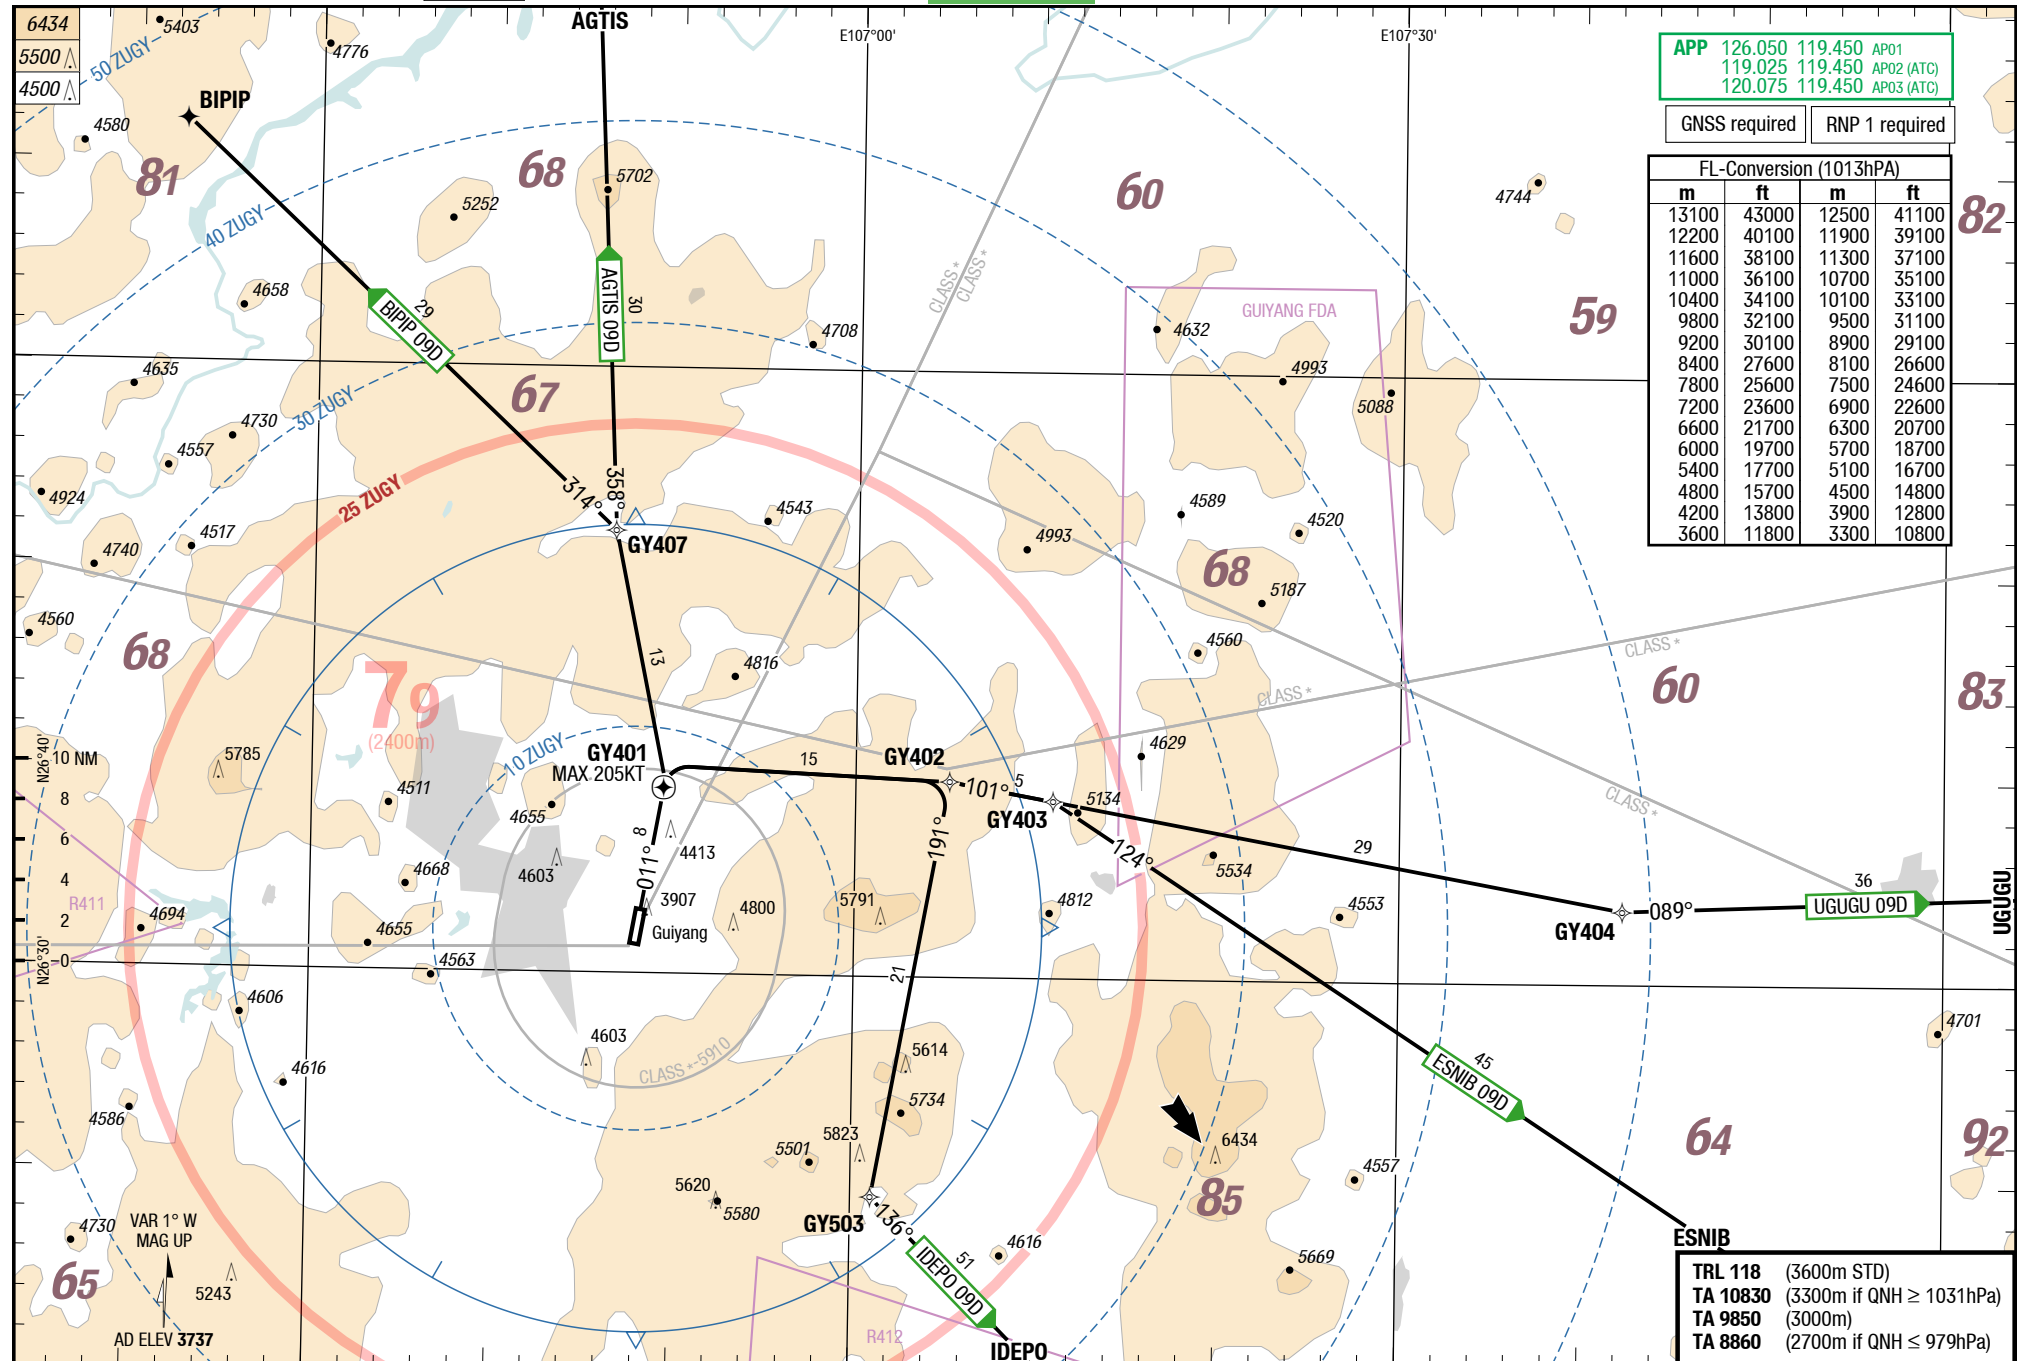 6434
5500
4500
5403
50 ZUGY
4776
AGTIS
E107°00'
E107°30'
APP 126.050 119.450 AP01
119.025 119.450 AP02 (ATC)
120.075 119.450 AP03 (ATC)
GNSS required
RNP 1 required
FL-Conversion (1013hPA)
m ft m ft
13100 43000 12500 41100
12200 40100 11900 39100
11600 38100 11300 37100
11000 36100 10700 35100
10400 34100 10100 33100
9800 32100 9500 31100
9200 30100 8900 29100
8400 27600 8100 26600
7800 25600 7500 24600
7200 23600 6900 22600
6600 21700 6300 20700
6000 19700 5700 18700
5400 17700 5100 16700
4800 15700 4500 14800
4200 13800 3900 12800
3600 11800 3300 10800
BIPIP
4580
81
68
5702
60
4744
82
5252
40 ZUGY
CLASS *
CLASS *
4658
29
BIPIP 09D
AGTIS 09D
30
GUIYANG FDA
59
4632
4708
4635
4993
67
5088
30 ZUGY
4730
4557
25 ZUGY
314°
358°
4924
4517
4543
4589
4520
4740
GY407
4993
68
5187
4560
68
4560
CLASS *
60
83
13
4816
79
(2400m)
CLASS *
N26°40'
10 NM
8
6
4
2
0
N26°30'
5785
10 ZUGY
GY401
MAX 205KT
15
GY402
4629
101°
5
5134
GY403
CLASS *
4511
4655
8
011°
4413
191°
124°
29
5534
4668
4603
R411
3907
4800
5791
4812
4553
36
UGUGU 09D
UGUGU
4694
4655
Guiyang
089°
GY404
4563
21
4606
4701
4603
CLASS *-5910
5614
45
ESNIB 09D
4616
5734
4586
5823
5501
6434
64
92
4557
5620
5580
85
4730
VAR 1° W
MAG UP
GY503
136°
4616
ESNIB
65
5243
51
IDEPO 09D
5669
AD ELEV 3737
R412
IDEPO
TRL 118 (3600m STD)
TA 10830 (3300m if QNH ≥ 1031hPa)
TA 9850 (3000m)
TA 8860 (2700m if QNH ≤ 979hPa)